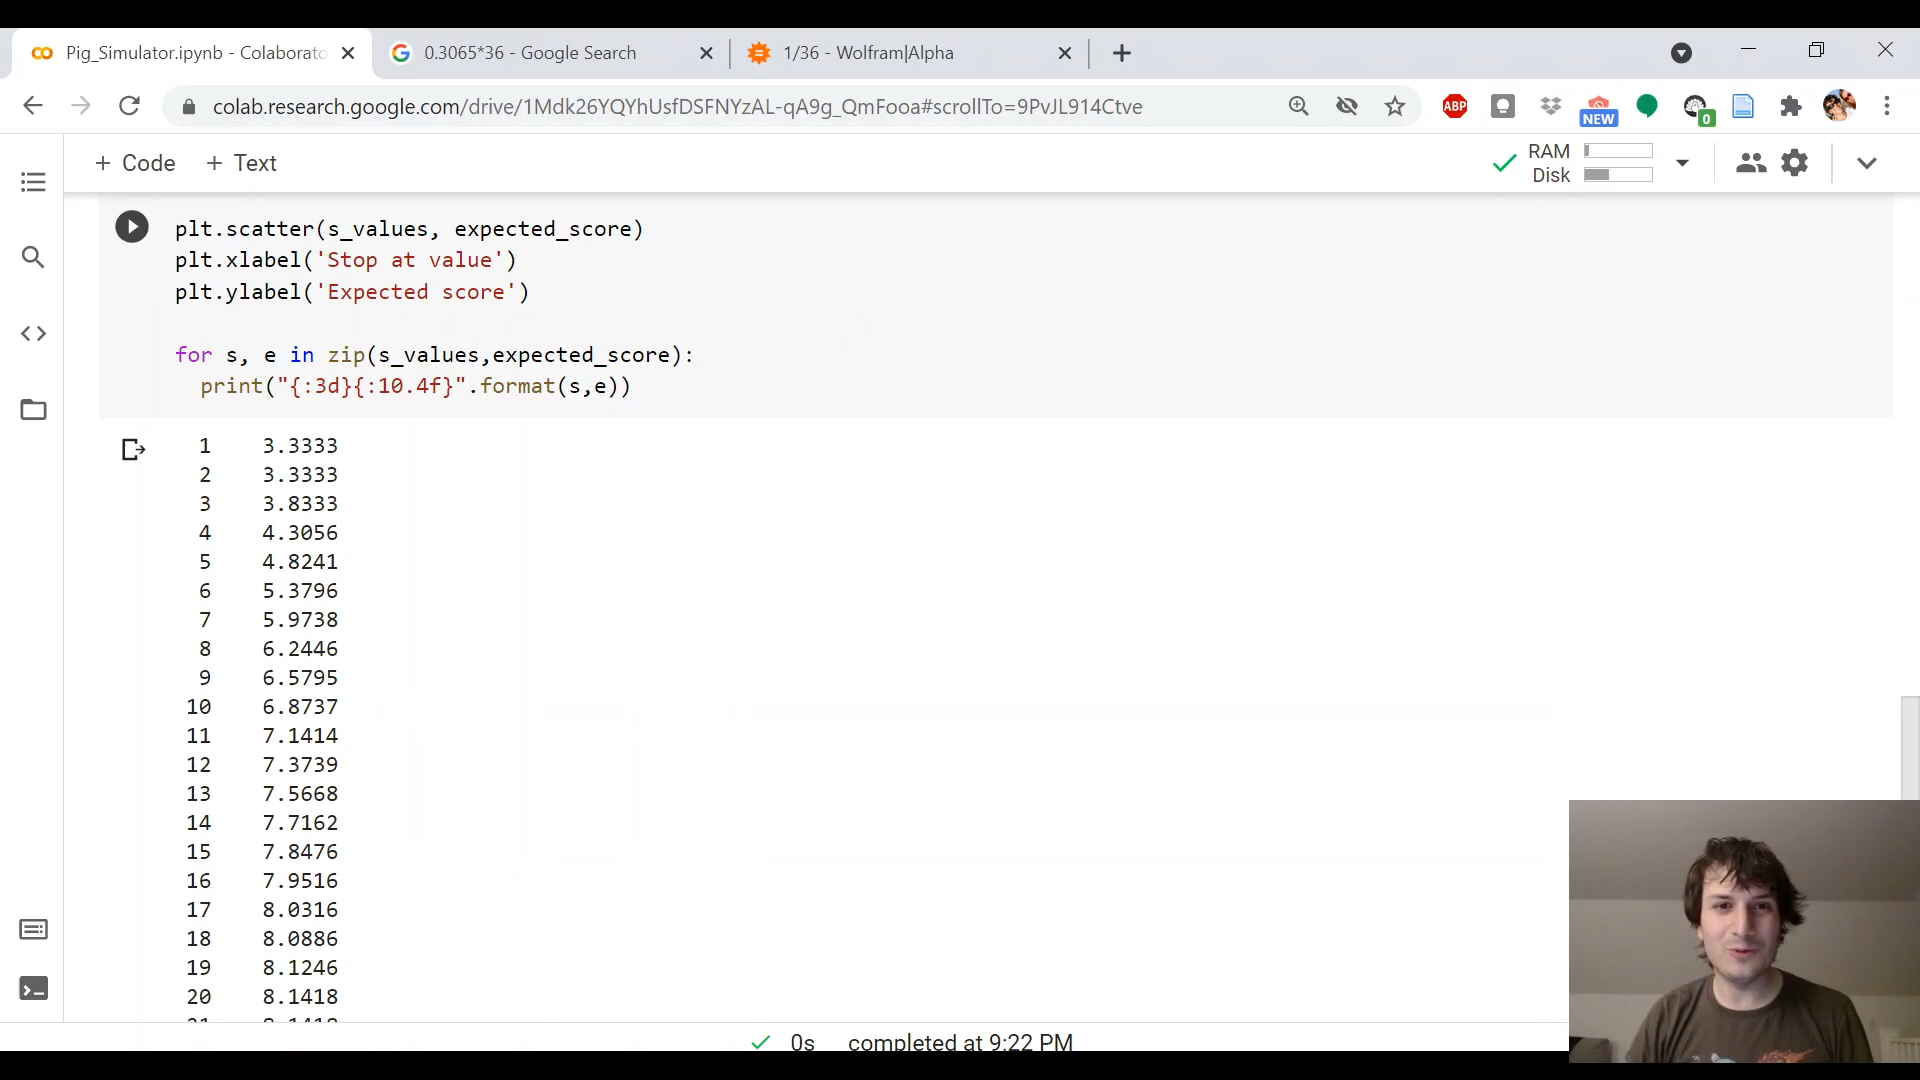 Pig_Simulator.ipynb - Colaborato
0.3065*36 - Google Search
1/36 - Wolfram|Alpha
colab.research.google.com/drive/1Mdk26YQYhUsfDSFNYzAL-qA9g_QmFooa#scrollTo=9PvJL914Ctve
ABP
NEW
0
+ Code + Text
RAM
Disk
plt.scatter(s_values, expected_score)
plt.xlabel('Stop at value')
plt.ylabel('Expected score')
for s, e in zip(s_values,expected_score):
print("{:3d}{:10.4f}".format(s,e))
1 3.3333
2 3.3333
3 3.8333
4 4.3056
5 4.8241
6 5.3796
7 5.9738
8 6.2446
9 6.5795
10 6.8737
11 7.1414
12 7.3739
13 7.5668
14 7.7162
15 7.8476
16 7.9516
17 8.0316
18 8.0886
19 8.1246
20 8.1418
21 8.1418
0s completed at 9:22 PM